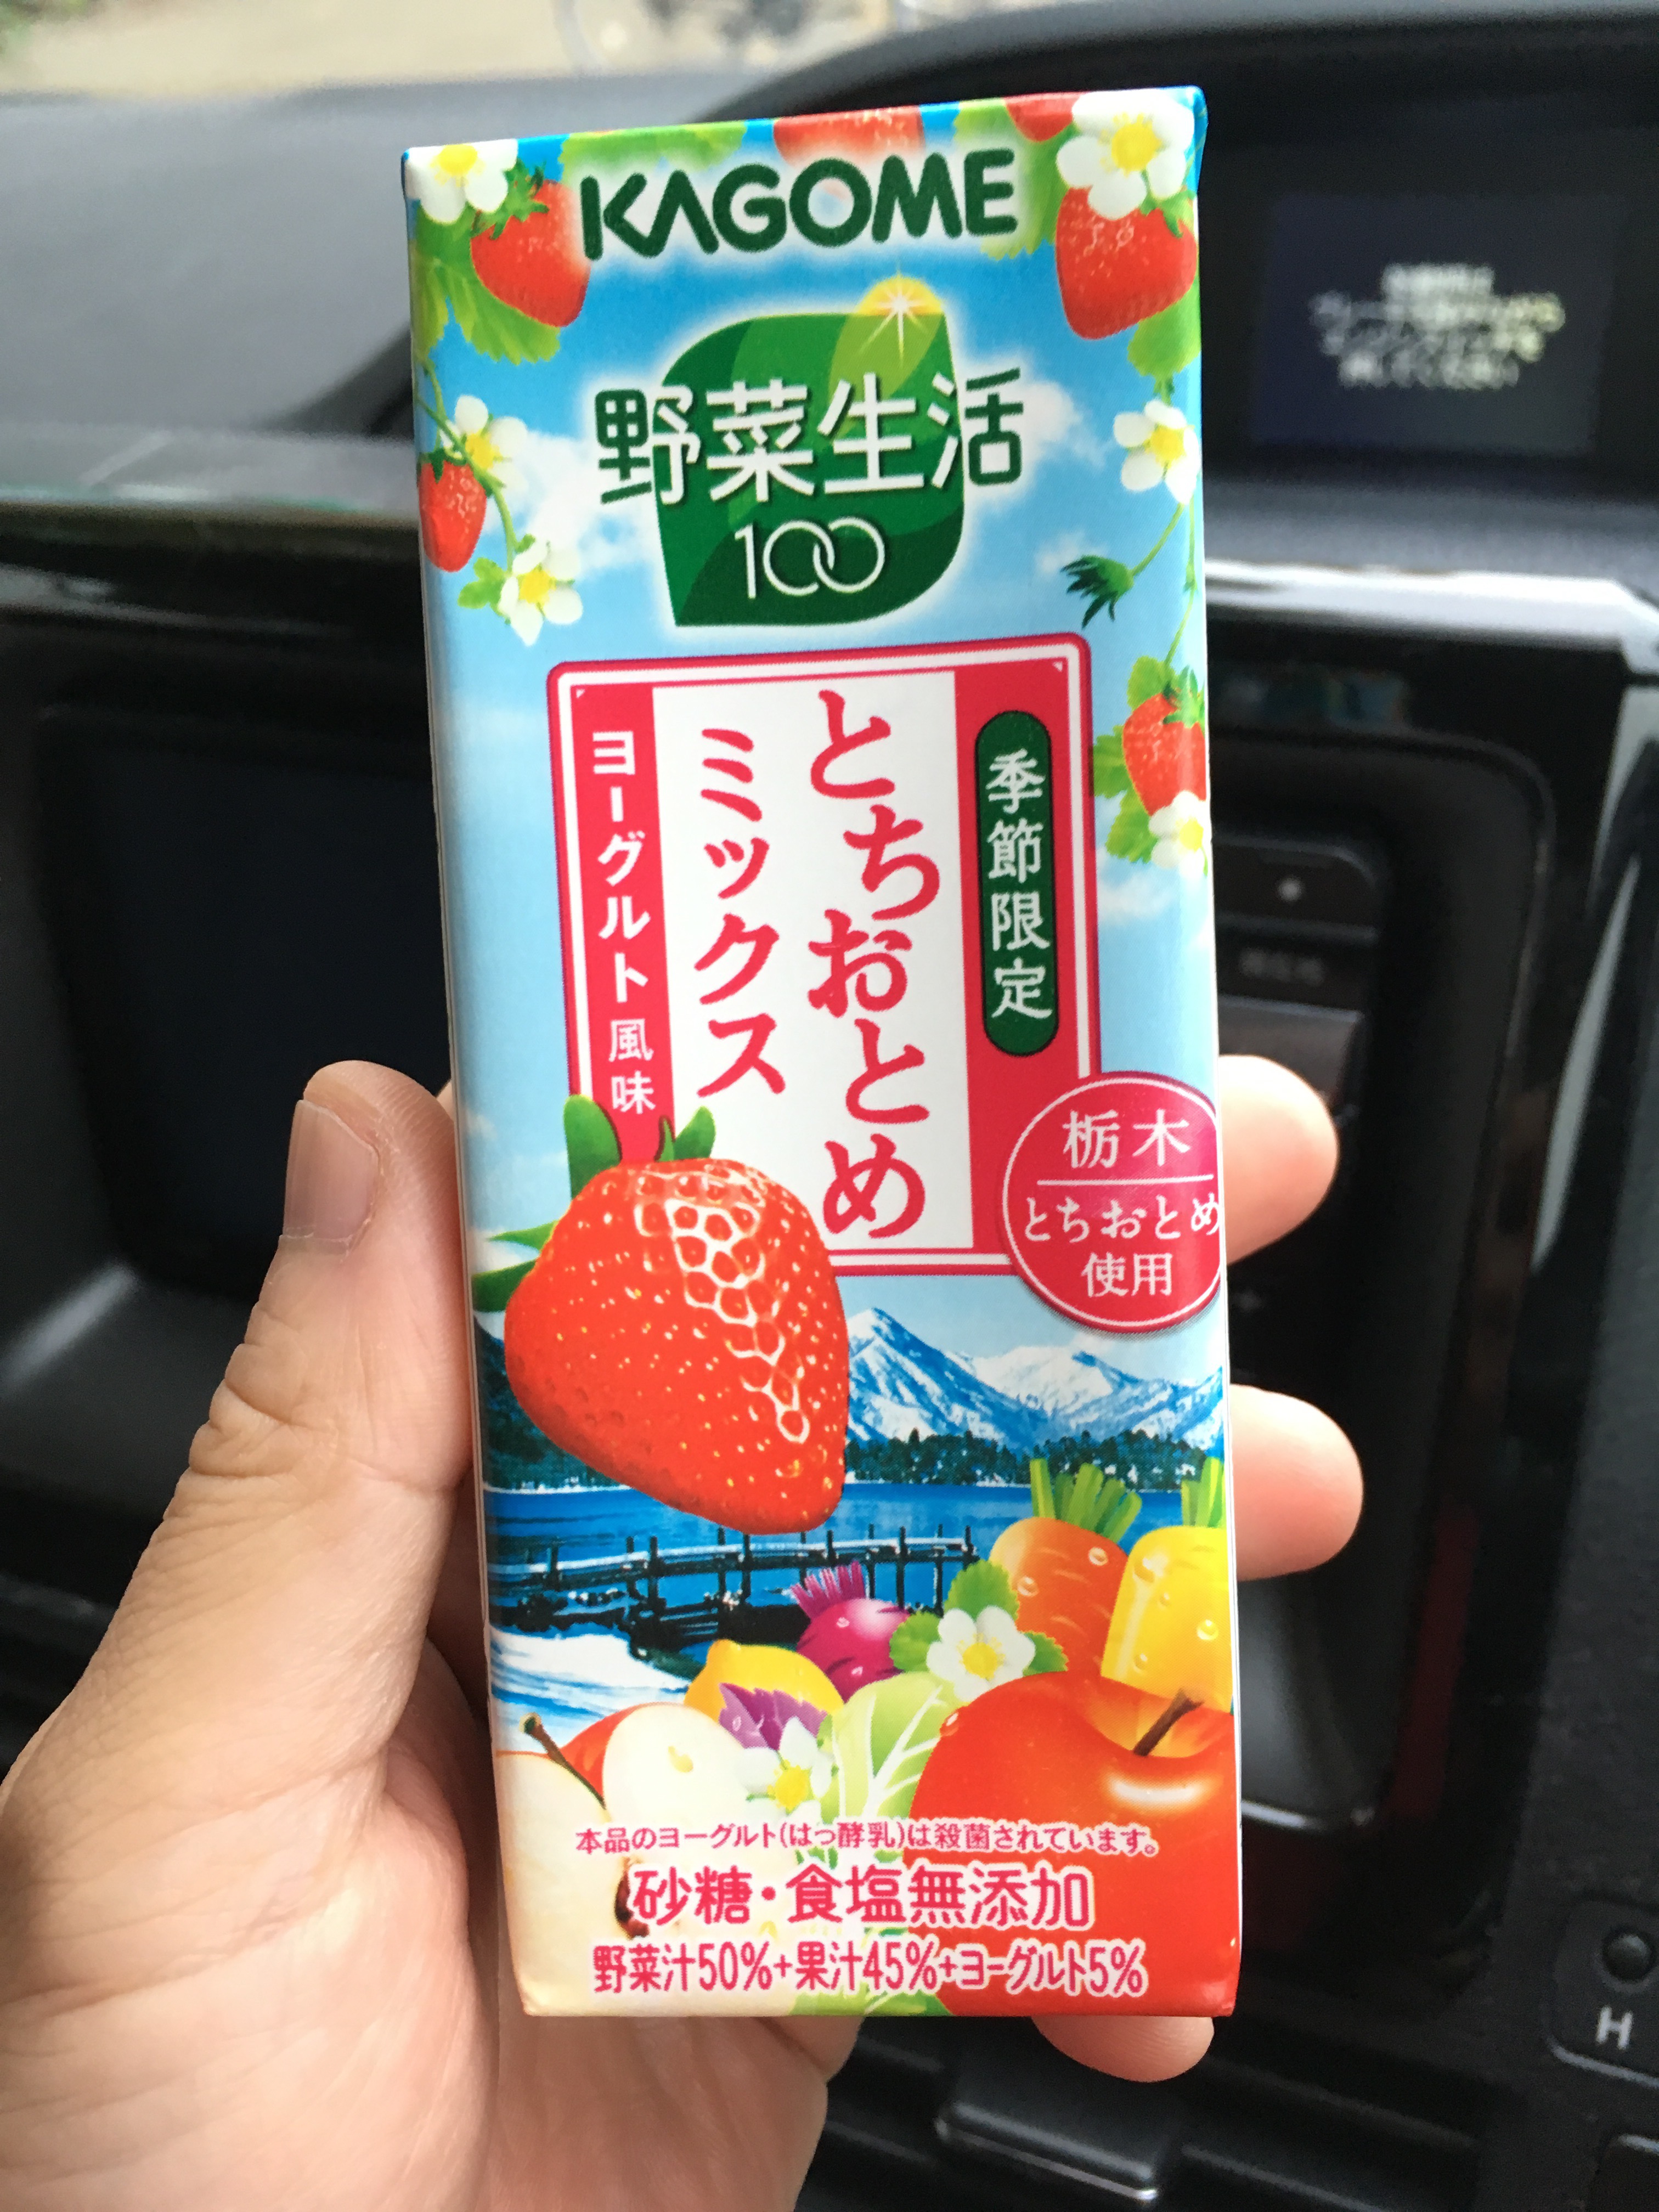 KAGOME
野菜生活
100
季節限定
とちおとめ
ミックス
ヨーグルト風味
栃木
とちおとめ
使用
本品のヨーグルト(はっ酵乳)は殺菌されています。
砂糖・食塩無添加
野菜汁50%+果汁45%+ヨーグルト5%
H